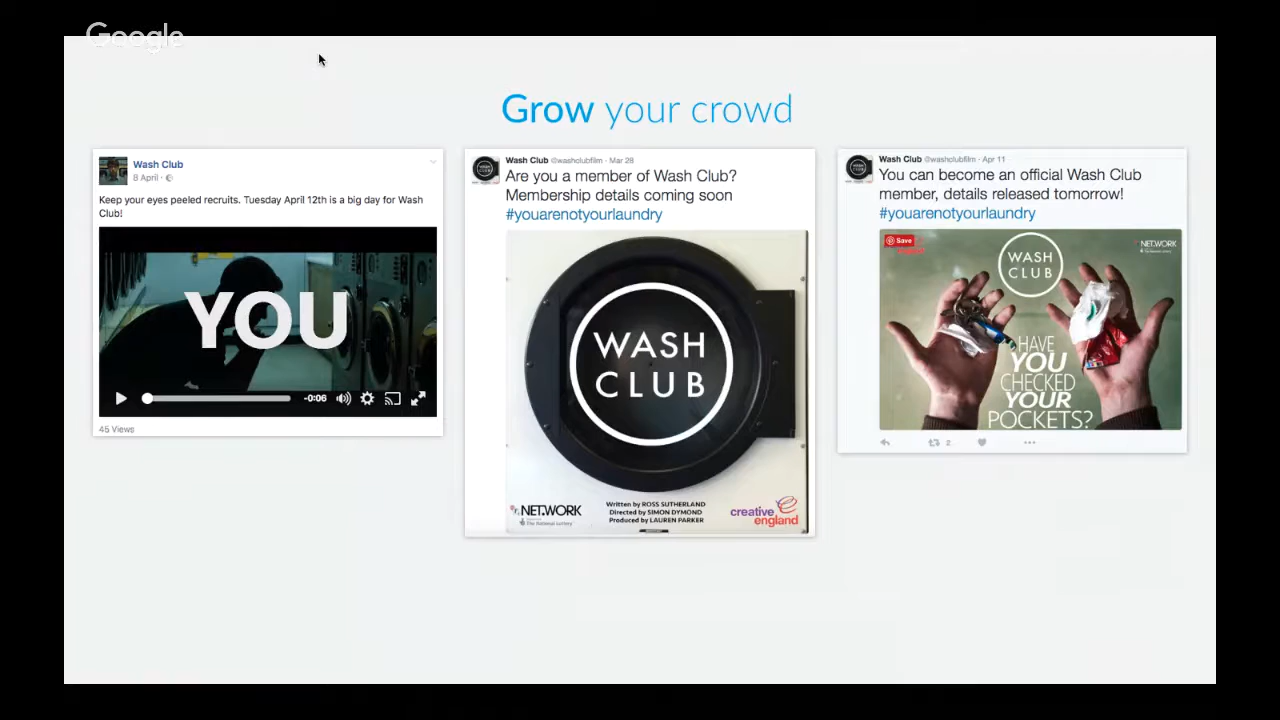 Google
Grow your crowd
Wash Club
8 April
Keep your eyes peeled recruits. Tuesday April 12th is a big day for Wash
Club!
YOU
-0:06
45 Views
Wash Club @washclubfilm · Mar 28
Are you a member of Wash Club?
Membership details coming soon
#youarenotyourlaundry
WASH
CLUB
NET.WORK
The National Lottery
Written by ROSS SUTHERLAND
Directed by SIMON DYMOND
Produced by LAUREN PARKER
creative
england
Wash Club @washclubfilm · Apr 11
You can become an official Wash Club
member, details released tomorrow!
#youarenotyourlaundry
Save
WASH
CLUB
NET.WORK
HAVE
YOU
CHECKED
YOUR
POCKETS?
2